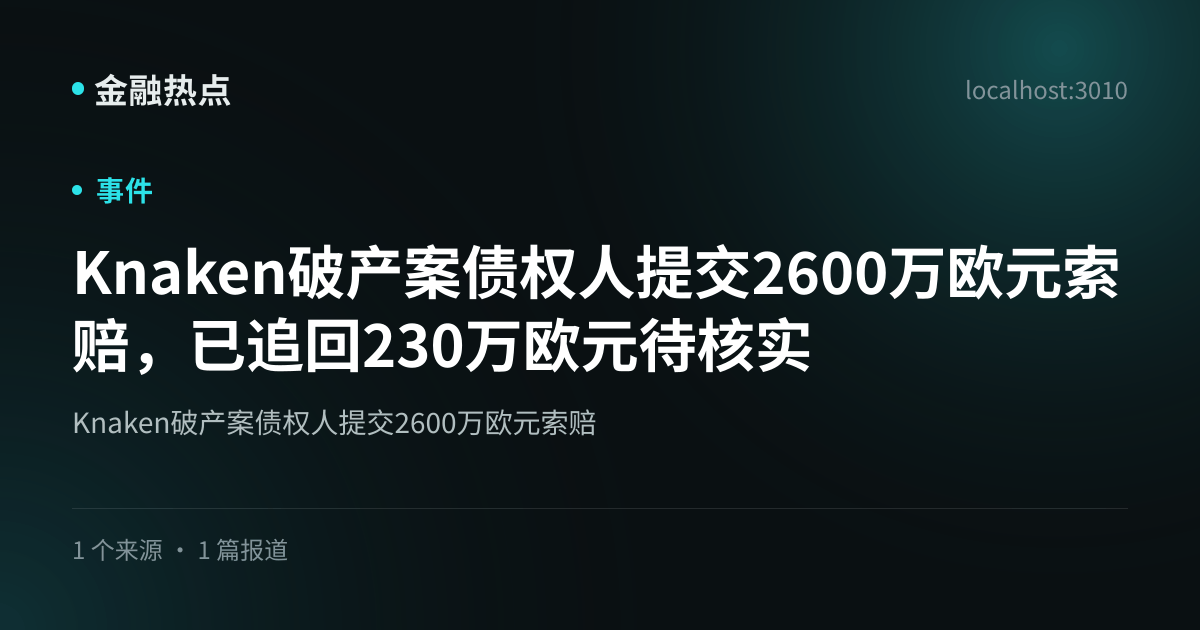 金融热点
localhost:3010
事件
Knaken破产案债权人提交2600万欧元索
赔，已追回230万欧元待核实
Knaken破产案债权人提交2600万欧元索赔
1 个来源 · 1 篇报道